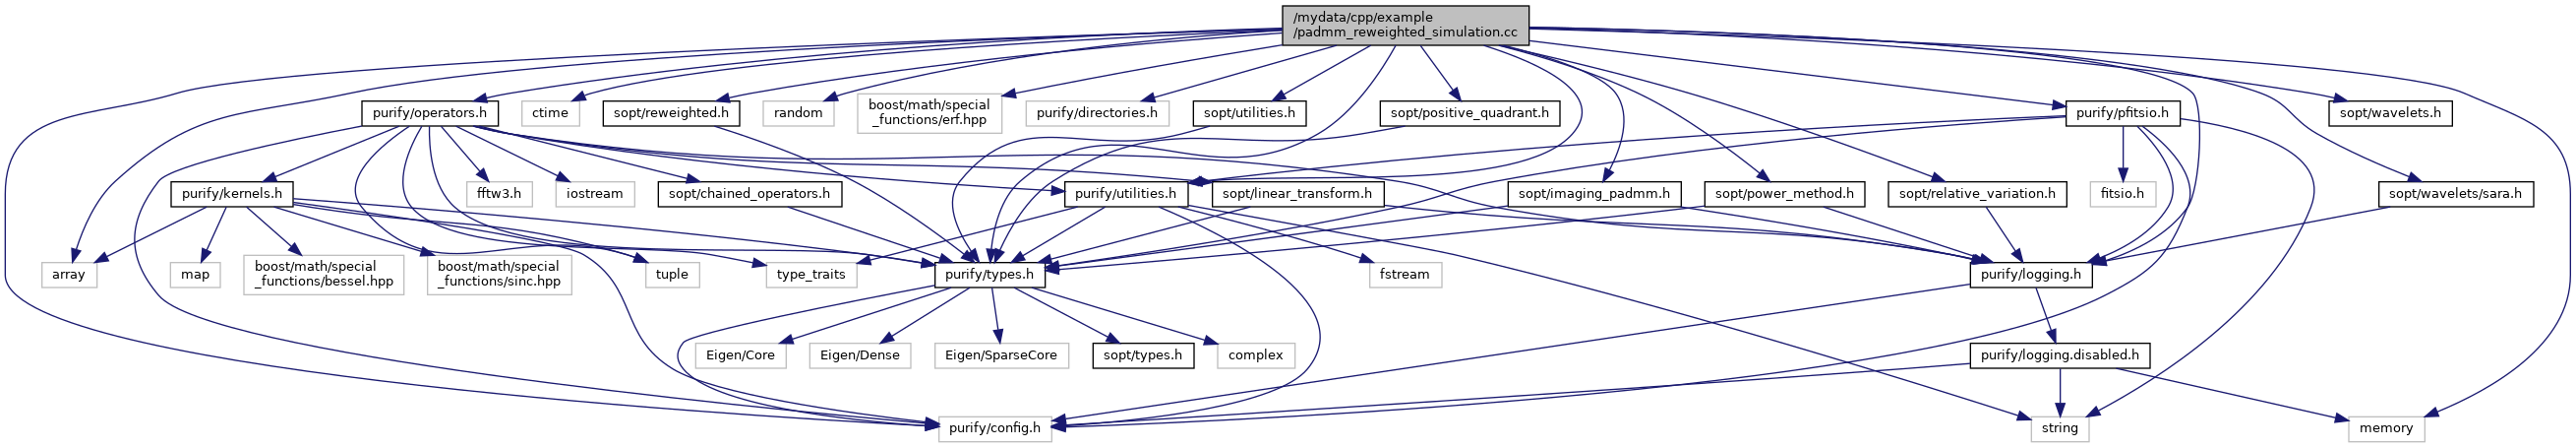 /mydata/cpp/example
/padmm_reweighted_simulation.cc
purify/operators.h
ctime
sopt/reweighted.h
random
boost/math/special
_functions/erf.hpp
purify/directories.h
sopt/utilities.h
sopt/positive_quadrant.h
purify/pfitsio.h
sopt/wavelets.h
purify/kernels.h
fftw3.h
iostream
sopt/chained_operators.h
purify/utilities.h
sopt/linear_transform.h
sopt/imaging_padmm.h
sopt/power_method.h
sopt/relative_variation.h
fitsio.h
sopt/wavelets/sara.h
array
map
boost/math/special
_functions/bessel.hpp
boost/math/special
_functions/sinc.hpp
tuple
type_traits
purify/types.h
fstream
purify/logging.h
Eigen/Core
Eigen/Dense
Eigen/SparseCore
sopt/types.h
complex
purify/logging.disabled.h
purify/config.h
string
memory